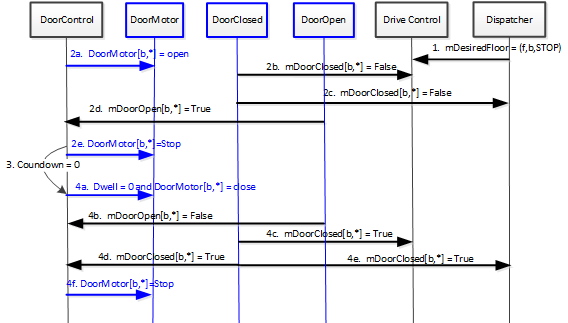 DoorControl
DoorMotor
DoorClosed
DoorOpen
Drive Control
Dispatcher
1. mDesiredFloor = (f,b,STOP)
2a. DoorMotor[b,*] = open
2b. mDoorClosed[b,*] = False
2c. mDoorClosed[b,*] = False
2d. mDoorOpen[b,*] = True
2e. DoorMotor[b,*] =Stop
3. Coundown = 0
4a. Dwell = 0 and DoorMotor[b,*] = close
4b. mDoorOpen[b,*] = False
4c. mDoorClosed[b,*] = True
4d. mDoorClosed[b,*] = True
4e. mDoorClosed[b,*] = True
4f. DoorMotor[b,*]=Stop